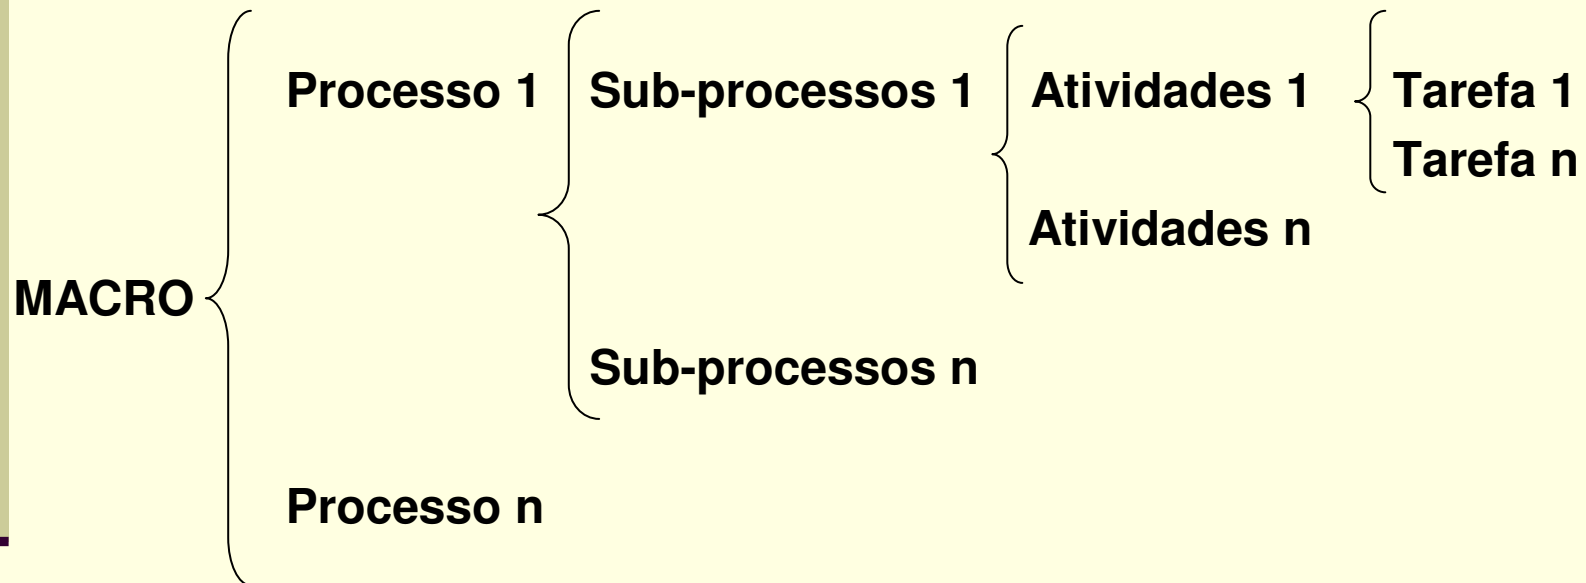 Processo 1 Sub-processos 1 Atividades 1 Tarefa 1
Tarefa n
Atividades n
MACRO
Sub-processos n
Processo n